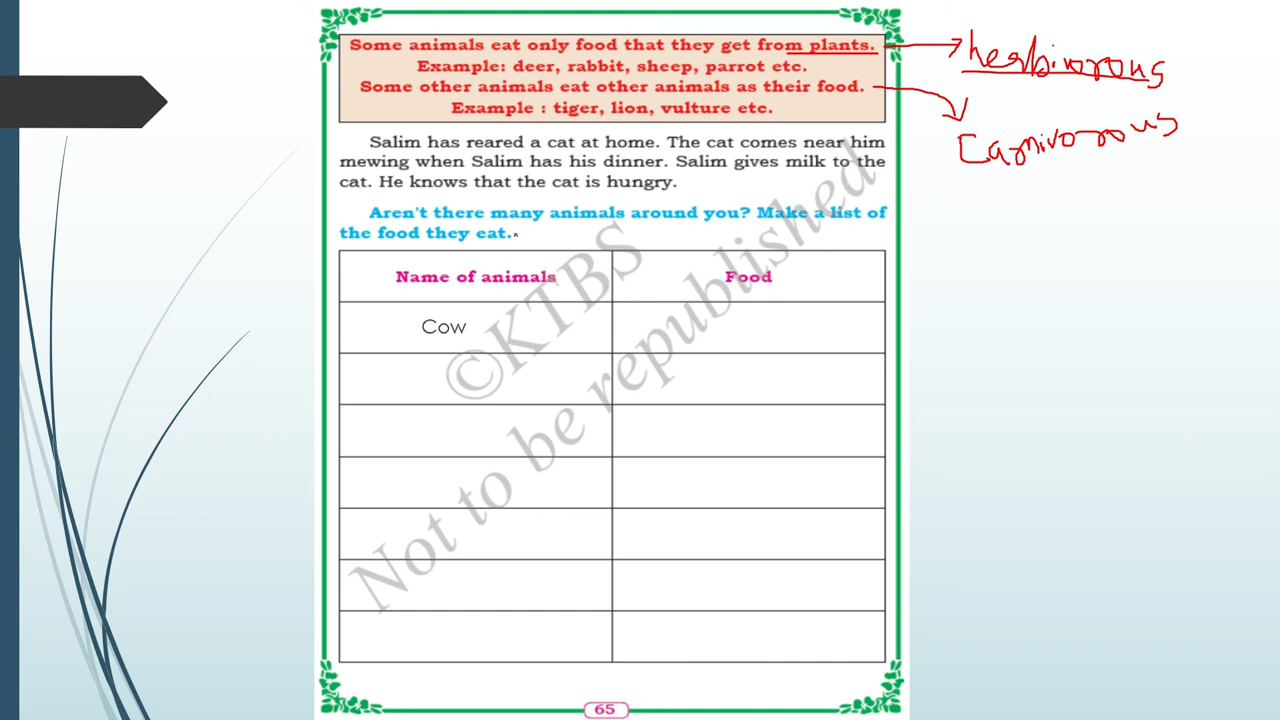 Some animals eat only food that they get from plants.
herbivorous
Example: deer, rabbit, sheep, parrot etc.
Some other animals eat other animals as their food.
Carnivorous
Example : tiger, lion, vulture etc.
Salim has reared a cat at home. The cat comes near him
mewing when Salim has his dinner. Salim gives milk to the
cat. He knows that the cat is hungry.
Aren't there many animals around you? Make a list of
the food they eat.
Name of animals
Food
Cow
©KTBS
Not to be republished
65